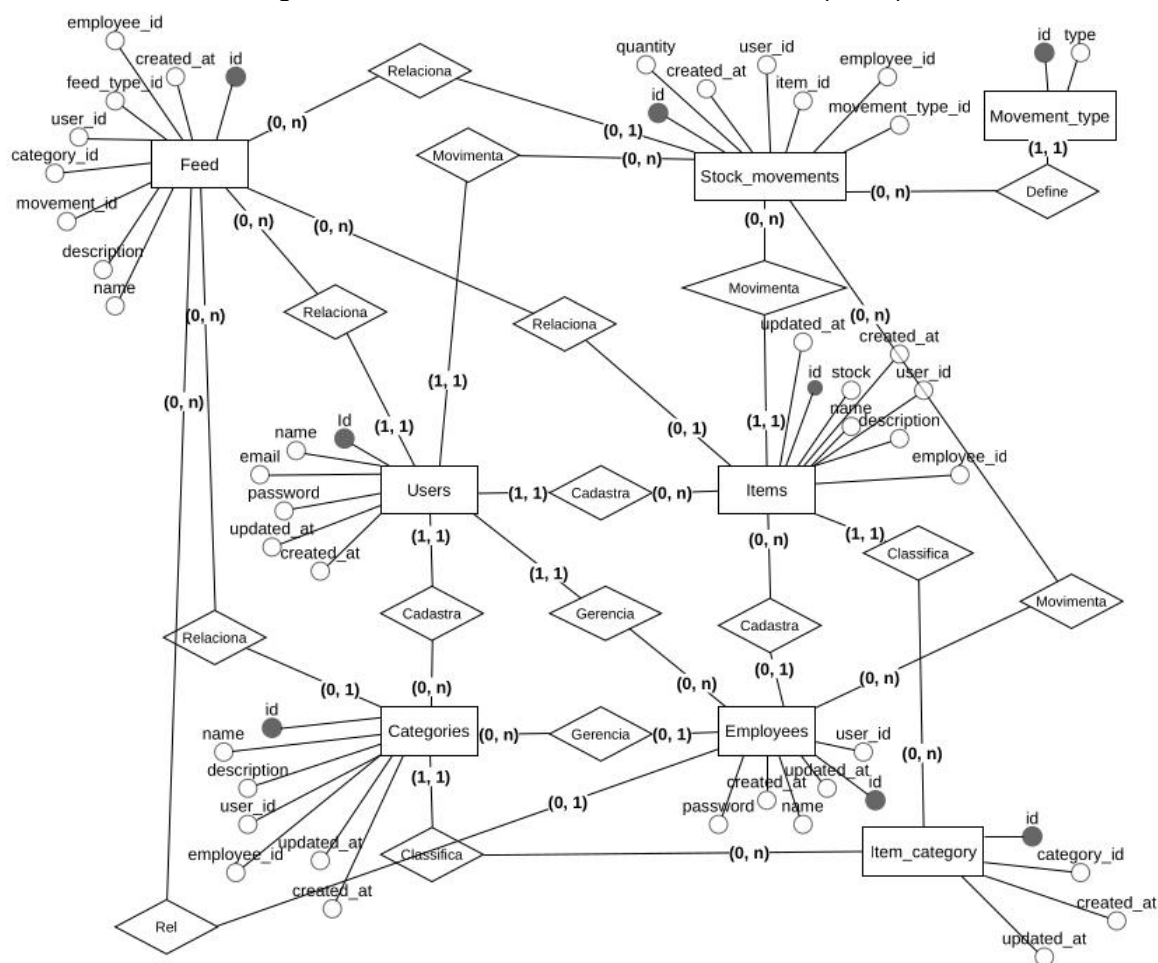 employee_id
created_at
id
feed_type_id
user_id
category_id
movement_id
description
name
Feed
(0, n)
Relaciona
(0, 1)
quantity
created_at
id
user_id
item_id
employee_id
movement_type_id
Stock_movements
id
type
Movement_type
(1, 1)
Define
(0, n)
Movimenta
(0, n)
(1, 1)
(0, n)
Relaciona
(1, 1)
(0, n)
Relaciona
(0, 1)
(0, n)
Movimenta
(1, 1)
(0, n)
(0, n)
(0, n)
updated_at
created_at
id
stock
user_id
name
description
employee_id
Items
Id
name
email
password
updated_at
created_at
Users
(1, 1)
Cadastra
(0, n)
(1, 1)
Cadastra
(0, n)
(1, 1)
Gerencia
(0, n)
(0, n)
Cadastra
(0, 1)
(1, 1)
Classifica
(0, n)
Movimenta
(0, n)
Relaciona
(0, 1)
id
name
description
user_id
employee_id
updated_at
created_at
Categories
(0, n)
Gerencia
(0, 1)
Employees
user_id
updated_at
id
created_at
password
name
(1, 1)
Classifica
(0, n)
(0, 1)
Rel
Item_category
id
category_id
created_at
updated_at